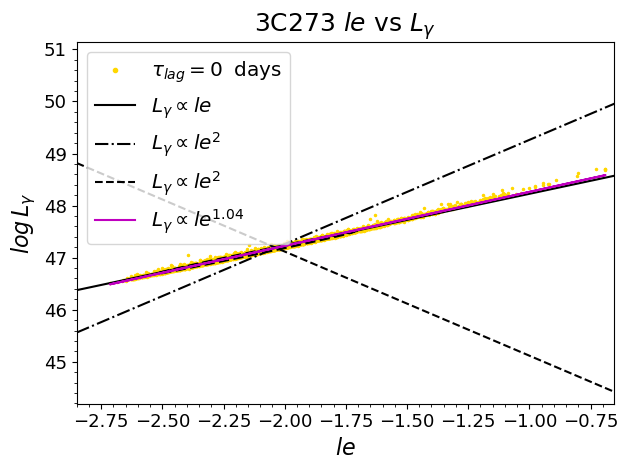 3C273 le vs Lγ
τlag = 0 days
Lγ ∝ le
Lγ ∝ le²
Lγ ∝ le²
Lγ ∝ le^1.04
log Lγ
51
50
49
48
47
46
45
−2.75 −2.50 −2.25 −2.00 −1.75 −1.50 −1.25 −1.00 −0.75
le